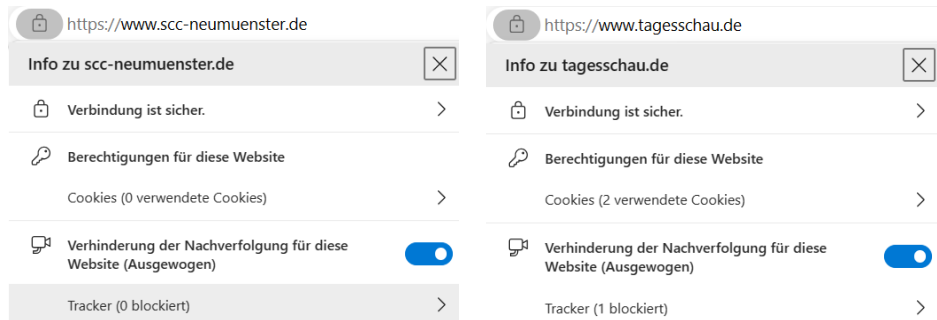 https://www.scc-neumuenster.de
Info zu scc-neumuenster.de
Verbindung ist sicher.
Berechtigungen für diese Website
Cookies (0 verwendete Cookies)
Verhinderung der Nachverfolgung für diese
Website (Ausgewogen)
Tracker (0 blockiert)
https://www.tagesschau.de
Info zu tagesschau.de
Verbindung ist sicher.
Berechtigungen für diese Website
Cookies (2 verwendete Cookies)
Verhinderung der Nachverfolgung für diese
Website (Ausgewogen)
Tracker (1 blockiert)